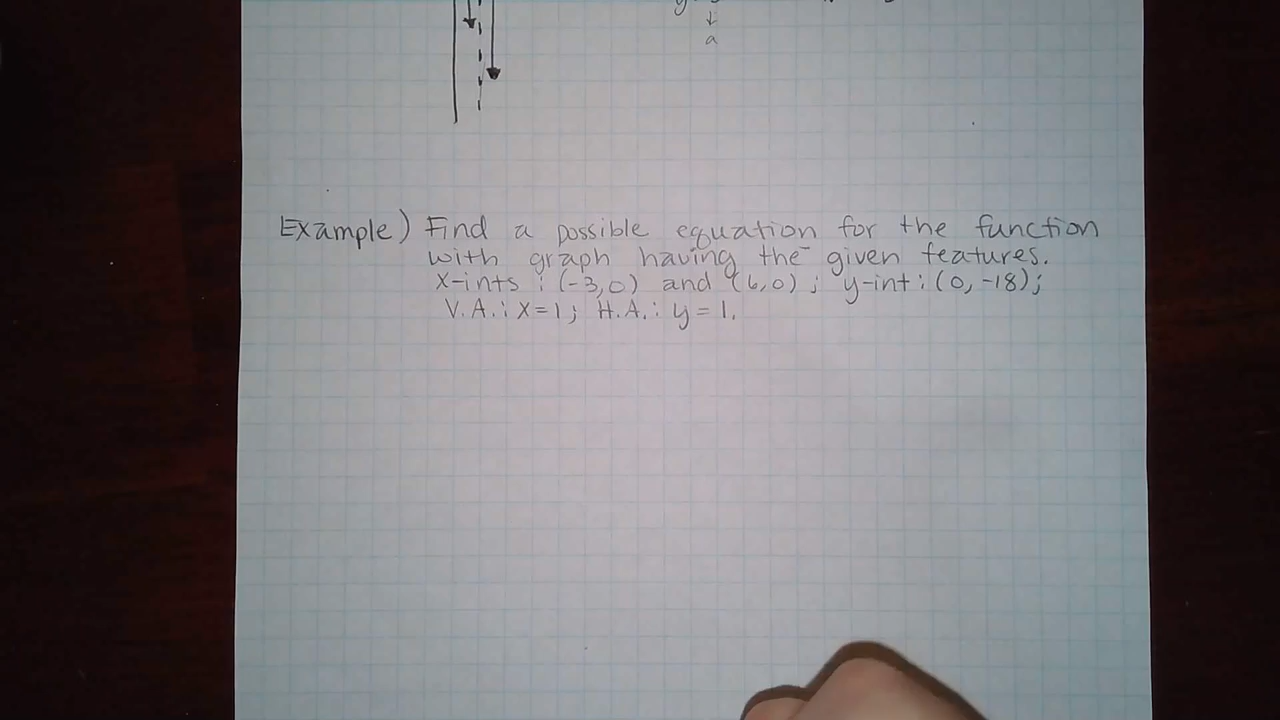 a
Example) Find a possible equation for the function
with graph having the given features.
x-ints : (-3,0) and (6,0) ; y-int : (0, -18);
V.A.: x=1 ; H.A.: y = 1.